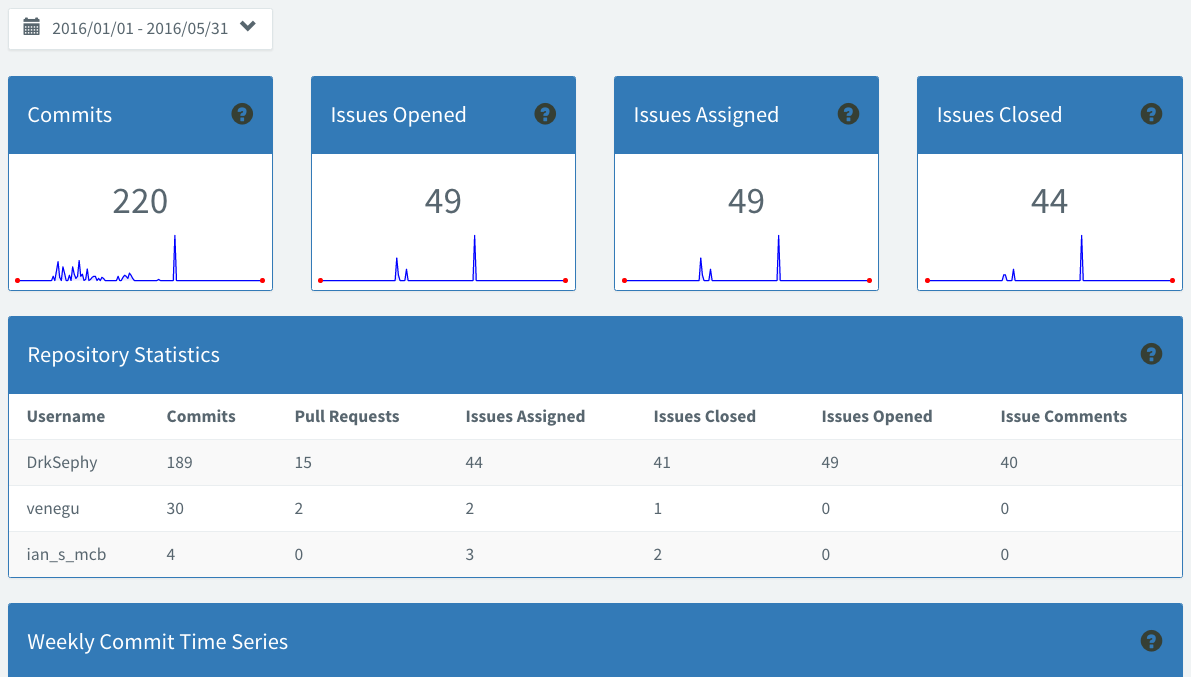 2016/01/01 - 2016/05/31
Commits ?
Issues Opened ?
Issues Assigned ?
Issues Closed ?
220
49
49
44
Repository Statistics ?
Username Commits Pull Requests Issues Assigned Issues Closed Issues Opened Issue Comments
DrkSephy 189 15 44 41 49 40
venegu 30 2 2 1 0 0
ian_s_mcb 4 0 3 2 0 0
Weekly Commit Time Series ?